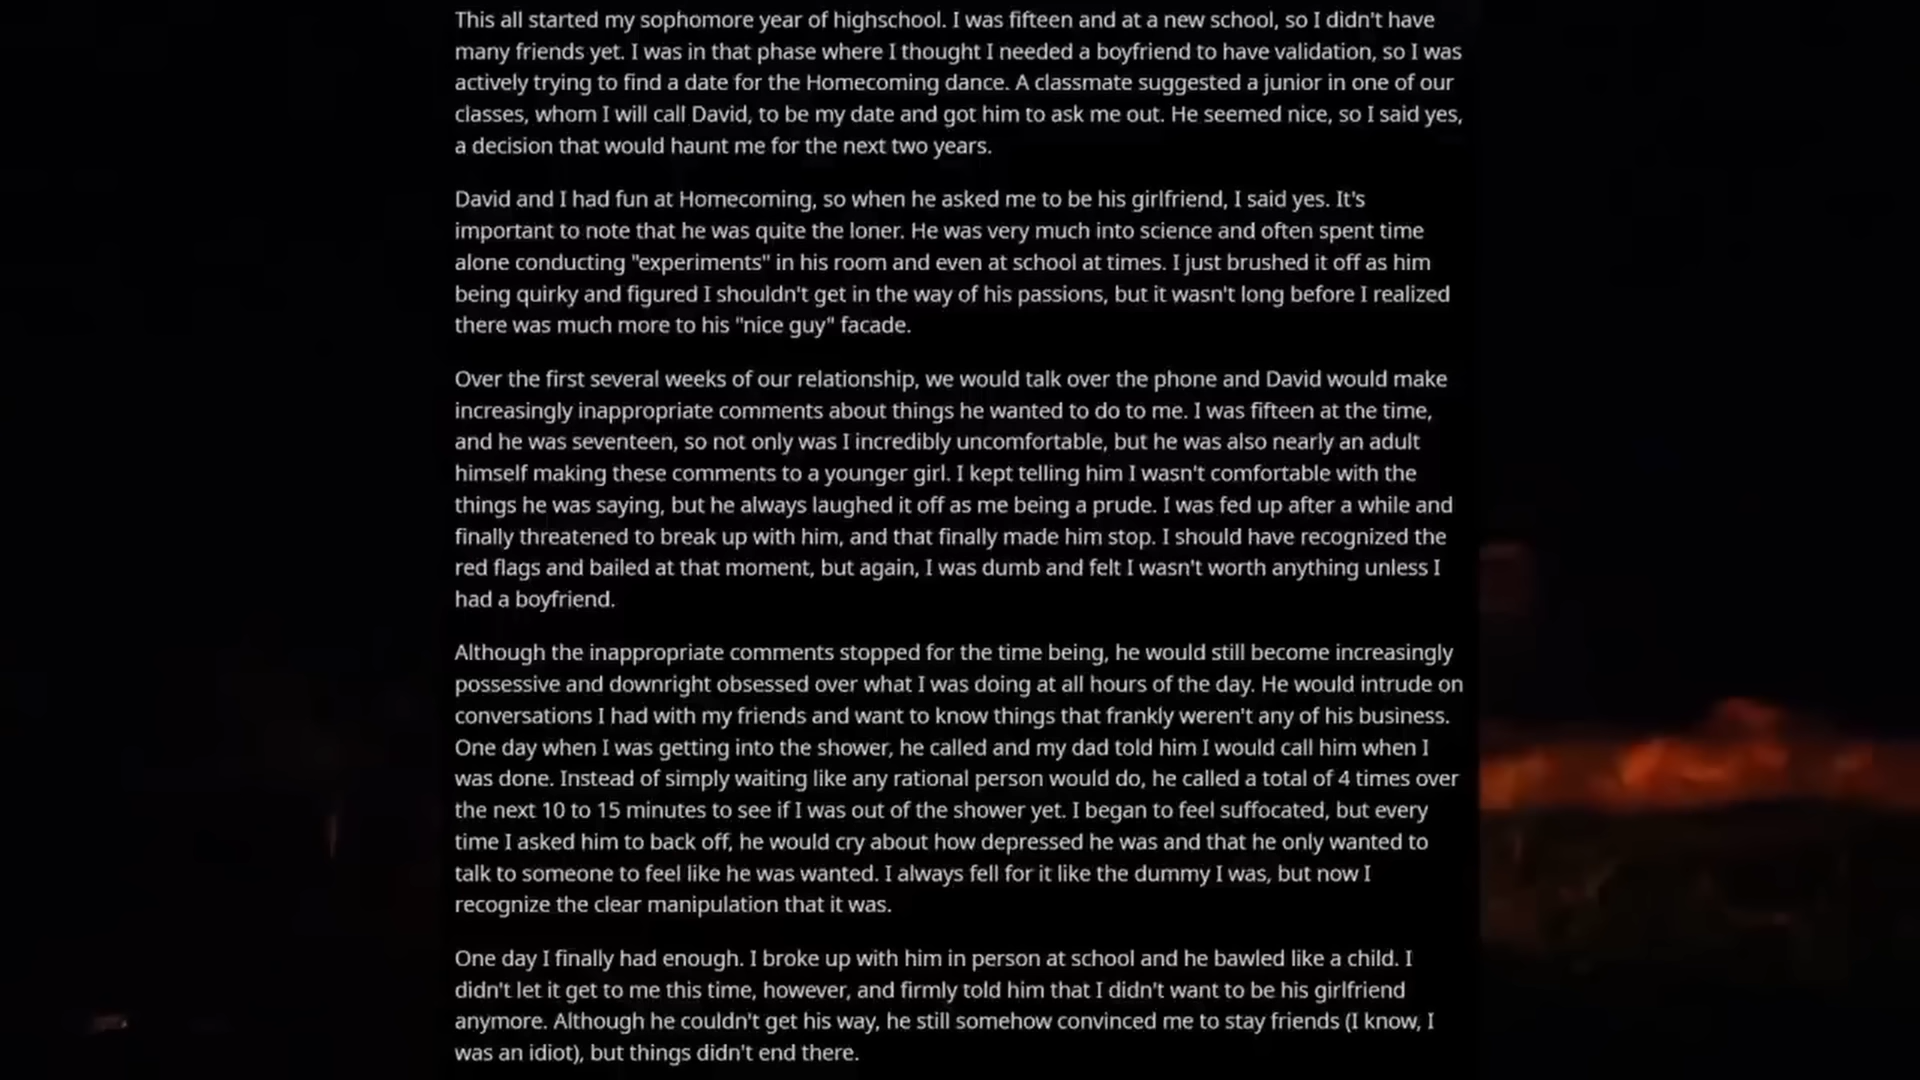 This all started my sophomore year of highschool. I was fifteen and at a new school, so I didn't have
many friends yet. I was in that phase where I thought I needed a boyfriend to have validation, so I was
actively trying to find a date for the Homecoming dance. A classmate suggested a junior in one of our
classes, whom I will call David, to be my date and got him to ask me out. He seemed nice, so I said yes,
a decision that would haunt me for the next two years.
David and I had fun at Homecoming, so when he asked me to be his girlfriend, I said yes. It's
important to note that he was quite the loner. He was very much into science and often spent time
alone conducting "experiments" in his room and even at school at times. I just brushed it off as him
being quirky and figured I shouldn't get in the way of his passions, but it wasn't long before I realized
there was much more to his "nice guy" facade.
Over the first several weeks of our relationship, we would talk over the phone and David would make
increasingly inappropriate comments about things he wanted to do to me. I was fifteen at the time,
and he was seventeen, so not only was I incredibly uncomfortable, but he was also nearly an adult
himself making these comments to a younger girl. I kept telling him I wasn't comfortable with the
things he was saying, but he always laughed it off as me being a prude. I was fed up after a while and
finally threatened to break up with him, and that finally made him stop. I should have recognized the
red flags and bailed at that moment, but again, I was dumb and felt I wasn't worth anything unless I
had a boyfriend.
Although the inappropriate comments stopped for the time being, he would still become increasingly
possessive and downright obsessed over what I was doing at all hours of the day. He would intrude on
conversations I had with my friends and want to know things that frankly weren't any of his business.
One day when I was getting into the shower, he called and my dad told him I would call him when I
was done. Instead of simply waiting like any rational person would do, he called a total of 4 times over
the next 10 to 15 minutes to see if I was out of the shower yet. I began to feel suffocated, but every
time I asked him to back off, he would cry about how depressed he was and that he only wanted to
talk to someone to feel like he was wanted. I always fell for it like the dummy I was, but now I
recognize the clear manipulation that it was.
One day I finally had enough. I broke up with him in person at school and he bawled like a child. I
didn't let it get to me this time, however, and firmly told him that I didn't want to be his girlfriend
anymore. Although he couldn't get his way, he still somehow convinced me to stay friends (I know, I
was an idiot), but things didn't end there.